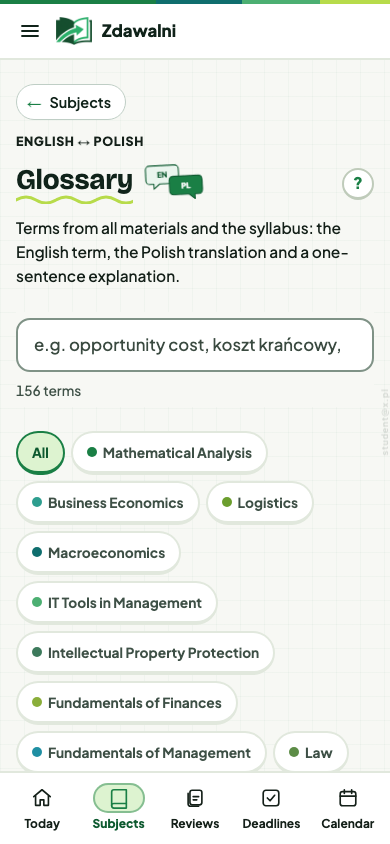 Zdawalni
← Subjects
ENGLISH ↔ POLISH
Glossary
EN
PL
?
Terms from all materials and the syllabus: the
English term, the Polish translation and a one-
sentence explanation.
e.g. opportunity cost, koszt krańcowy,
156 terms
student@x.pl
All
Mathematical Analysis
Business Economics
Logistics
Macroeconomics
IT Tools in Management
Intellectual Property Protection
Fundamentals of Finances
Fundamentals of Management
Law
Today
Subjects
Reviews
Deadlines
Calendar